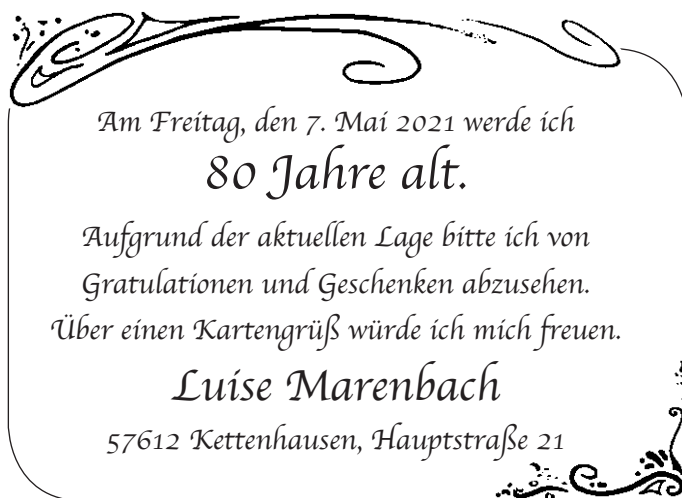 Am Freitag, den 7. Mai 2021 werde ich
80 Jahre alt.
Aufgrund der aktuellen Lage bitte ich von
Gratulationen und Geschenken abzusehen.
Über einen Kartengrüß würde ich mich freuen.
Luise Marenbach
57612 Kettenhausen, Hauptstraße 21